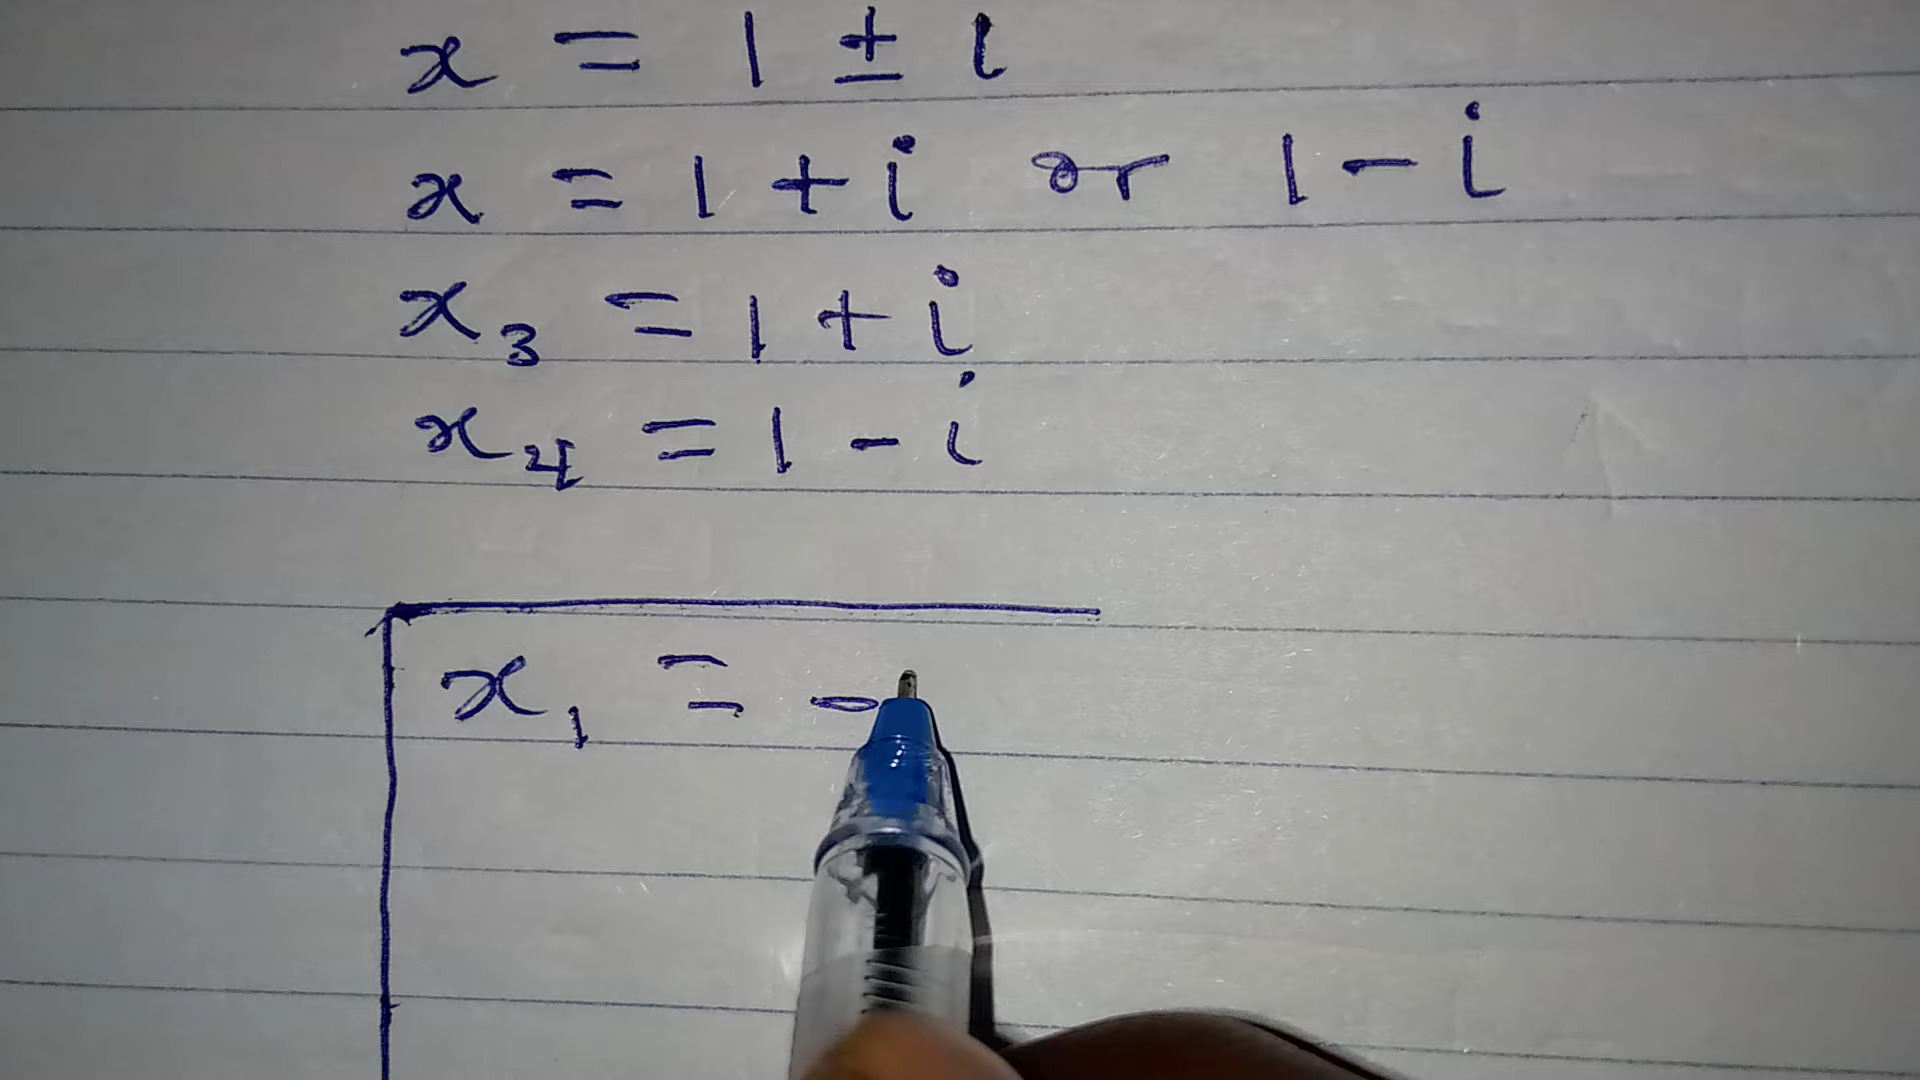 x = 1 ± i
x = 1 + i or 1 - i
x₃ = 1 + i
x₄ = 1 - i
x₁ = -